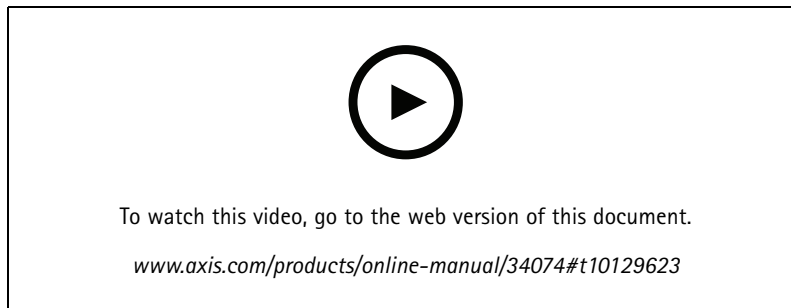 To watch this video, go to the web version of this document.
www.axis.com/products/online-manual/34074#t10129623